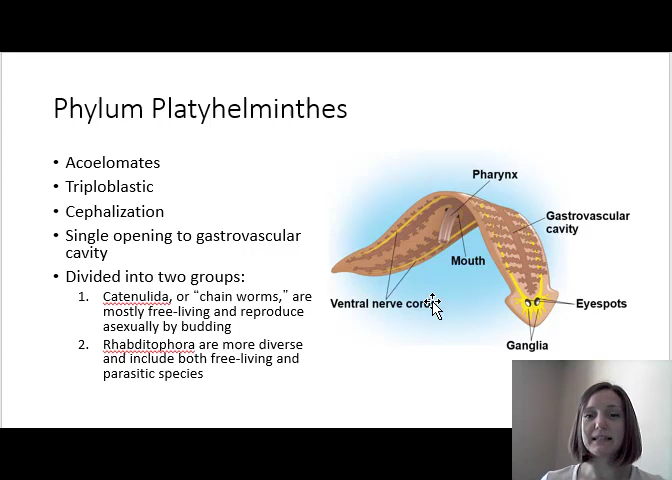 Phylum Platyhelminthes
• Acoelomates
• Triploblastic
• Cephalization
• Single opening to gastrovascular
cavity
• Divided into two groups:
1. Catenulida, or “chain worms,” are
mostly free-living and reproduce
asexually by budding
2. Rhabditophora are more diverse
and include both free-living and
parasitic species
Pharynx
Gastrovascular
cavity
Mouth
Ventral nerve cords
Eyespots
Ganglia